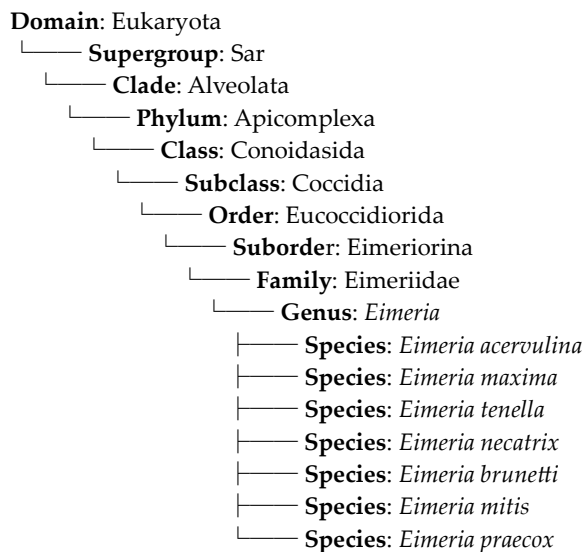 Domain: Eukaryota
Supergroup: Sar
Clade: Alveolata
Phylum: Apicomplexa
Class: Conoidasida
Subclass: Coccidia
Order: Eucoccidiorida
Suborder: Eimeriorina
Family: Eimeriidae
Genus: Eimeria
Species: Eimeria acervulina
Species: Eimeria maxima
Species: Eimeria tenella
Species: Eimeria necatrix
Species: Eimeria brunetti
Species: Eimeria mitis
Species: Eimeria praecox